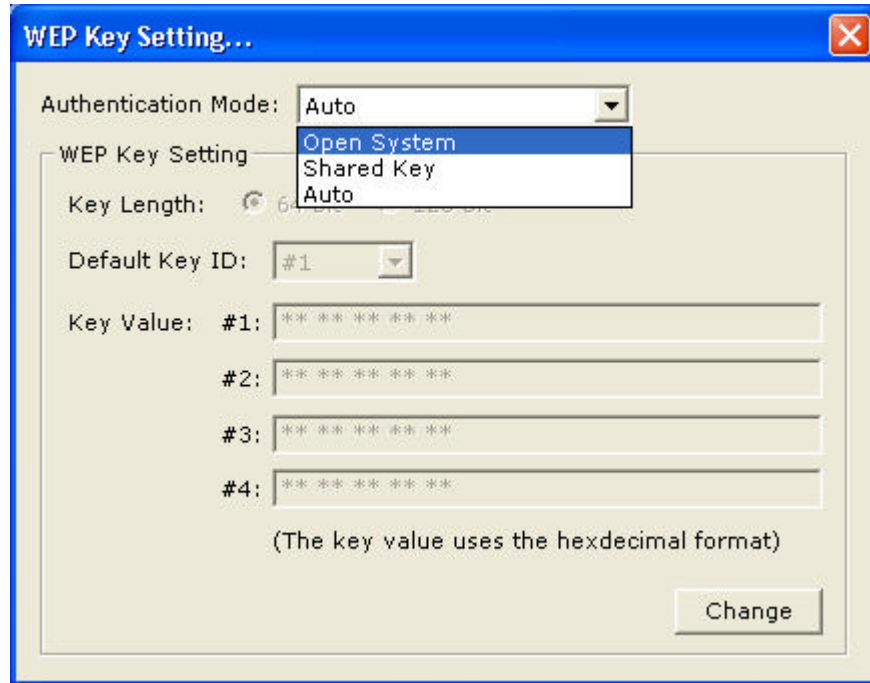 WEP Key Setting...
Authentication Mode: Auto
Open System
Shared Key
Auto
WEP Key Setting
Key Length:
Default Key ID: #1
Key Value: #1: ** ** ** ** **
#2: ** ** ** ** **
#3: ** ** ** ** **
#4: ** ** ** ** **
(The key value uses the hexdecimal format)
Change